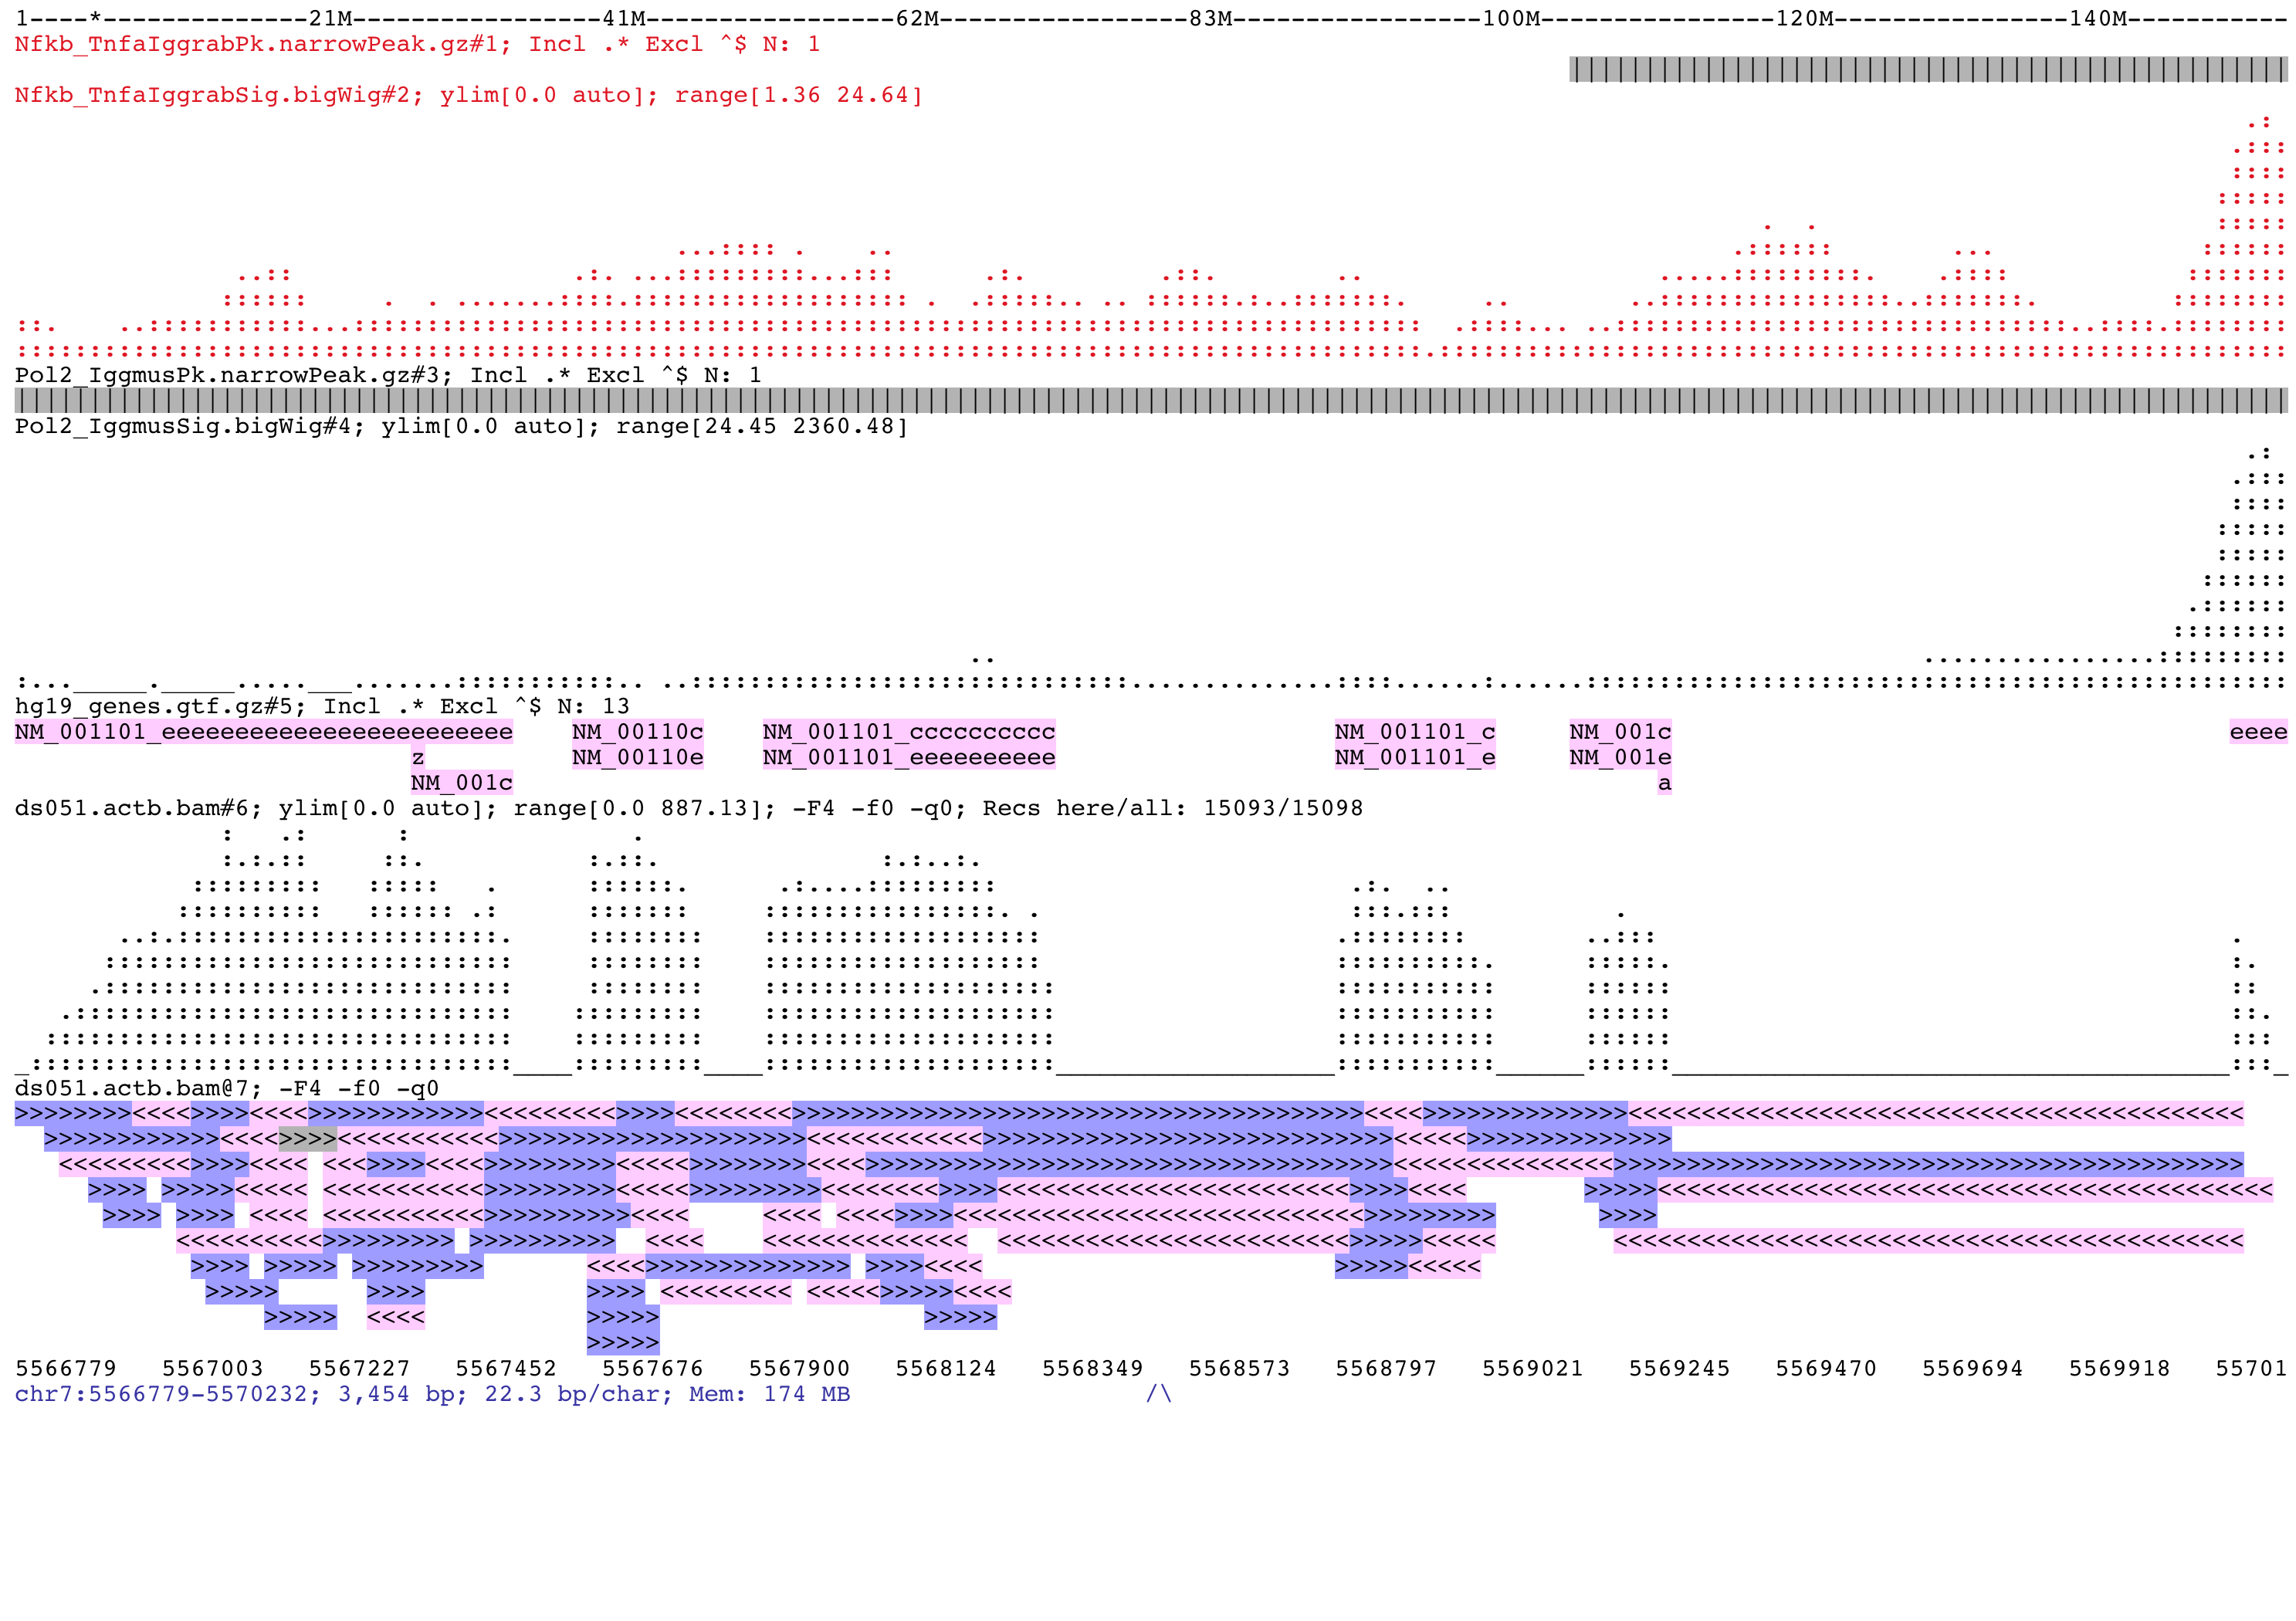 1----*--------------21M-----------------41M-----------------62M-----------------83M-----------------100M----------------120M----------------140M-----------
Nfkb_TnfaIggrabPk.narrowPeak.gz#1; Incl .* Excl ^$ N: 1
Nfkb_TnfaIggrabSig.bigWig#2; ylim[0.0 auto]; range[1.36 24.64]
Pol2_IggmusPk.narrowPeak.gz#3; Incl .* Excl ^$ N: 1
Pol2_IggmusSig.bigWig#4; ylim[0.0 auto]; range[24.45 2360.48]
hg19_genes.gtf.gz#5; Incl .* Excl ^$ N: 13
NM_001101_eeeeeeeeeeeeeeeeeeeeeeee    NM_00110c    NM_001101_cccccccccc                   NM_001101_c     NM_001c                                      eeee
z          NM_00110e    NM_001101_eeeeeeeeee                   NM_001101_e     NM_001e
NM_001c                                                                              a
ds051.actb.bam#6; ylim[0.0 auto]; range[0.0 887.13]; -F4 -f0 -q0; Recs here/all: 15093/15098
ds051.actb.bam@7; -F4 -f0 -q0
5566779   5567003   5567227   5567452   5567676   5567900   5568124   5568349   5568573   5568797   5569021   5569245   5569470   5569694   5569918   55701
chr7:5566779-5570232; 3,454 bp; 22.3 bp/char; Mem: 174 MB                    /\